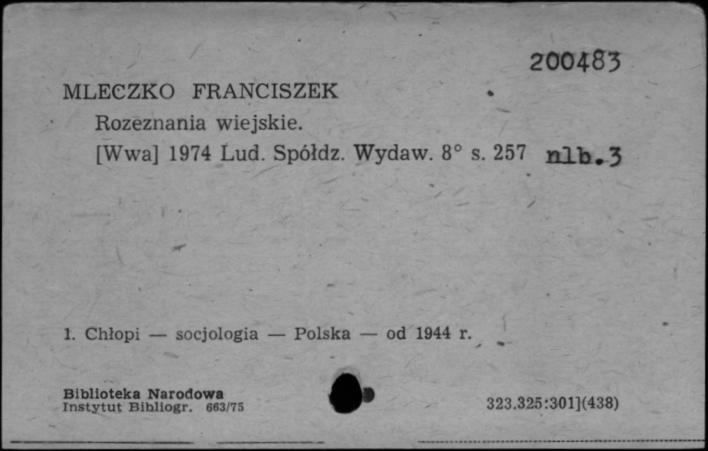 200483
MLECZKO FRANCISZEK
Rozeznania wiejskie.
[Wwa] 1974 Lud. Spółdz. Wydaw. 8° s. 257 nlb.3
1. Chłopi — socjologia — Polska — od 1944 r.
Biblioteka Narodowa
Instytut Bibliogr. 663/75
323.325:301](438)